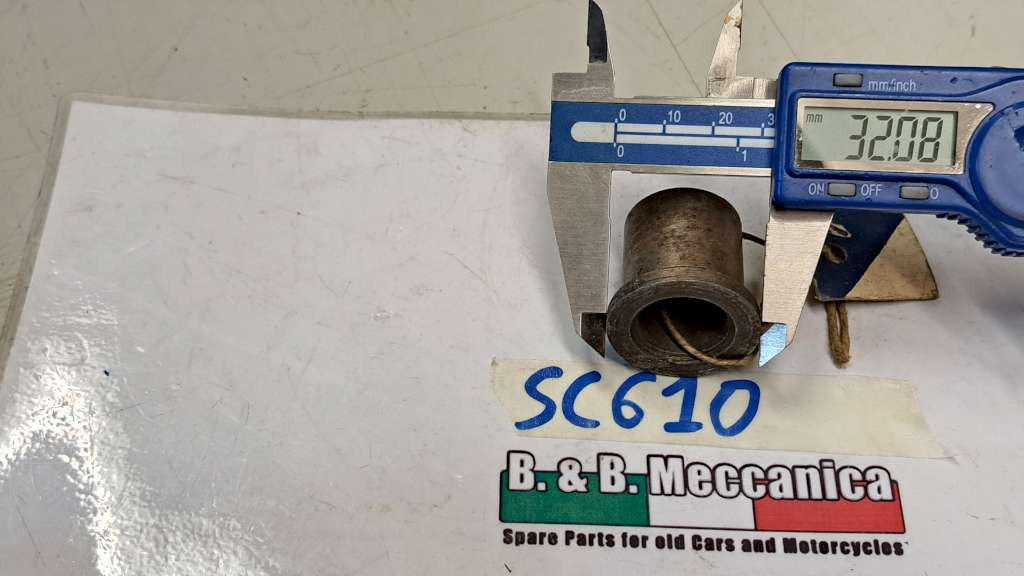 mm/inch
0 10 20 3
0 1
mm 32.08
ON OFF 0
SC610
B. & B. Meccanica
Spare Parts for old Cars and Motorcycles